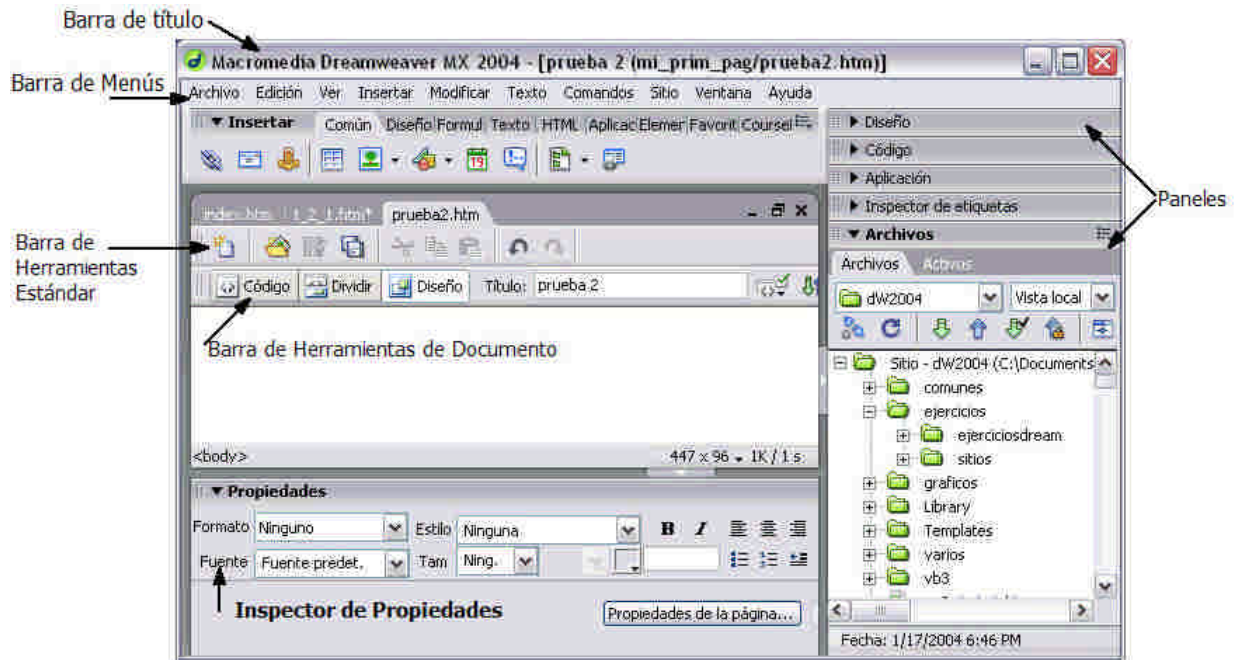 Barra de título
Macromedia Dreamweaver MX 2004 - [prueba 2 (mi_prim_pag/prueba2.htm)]
Barra de Menús
Archivo Edición Ver Insertar Modificar Texto Comandos Sitio Ventana Ayuda
Insertar Común Diseño Formul Texto HTML Aplicac Elemer Favorit Coursel
Diseño
Código
Aplicación
Inspector de etiquetas
Paneles
index.htm 1_2_1.htm* prueba2.htm
Archivos
Archivos Activos
Barra de
Herramientas
Estándar
Código Dividir Diseño Título: prueba 2
dW2004 Vista local
Barra de Herramientas de Documento
Sitio - dW2004 (C:\Documents
comunes
ejercicios
ejerciciosdream
sitios
graficos
Library
Templates
varios
vb3
<body> 447 x 96 1K / 1 s
Propiedades
Formato Ninguno Estilo Ninguna B I
Fuente Fuente predet. Tam Ning.
Inspector de Propiedades
Propiedades de la página...
Fecha: 1/17/2004 6:46 PM